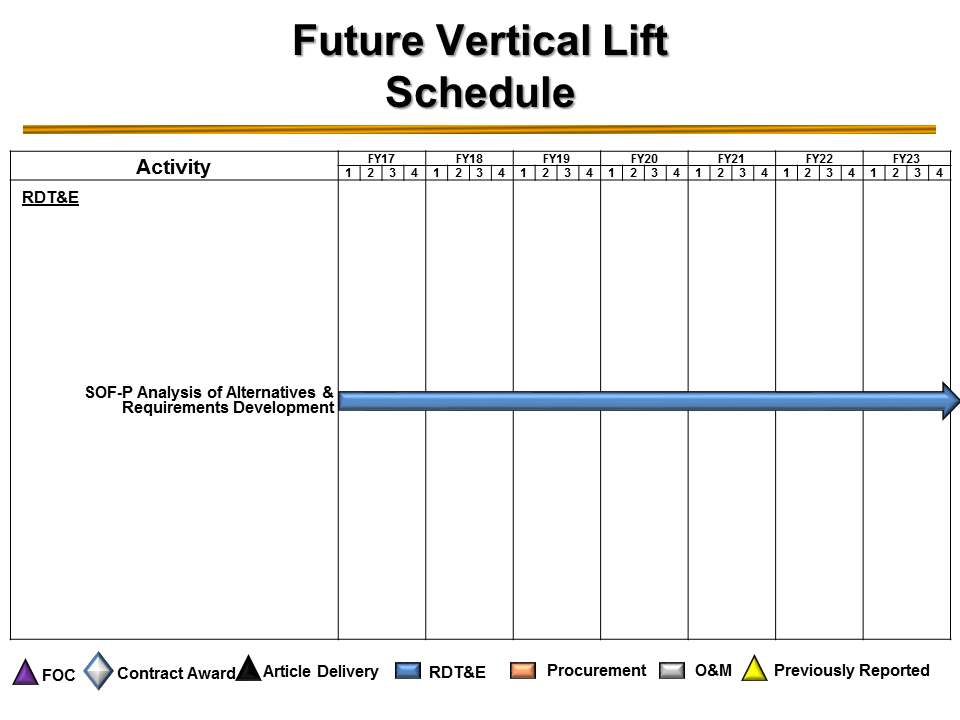 Future Vertical Lift
Schedule
Activity
FY17 FY18 FY19 FY20 FY21 FY22 FY23
1 2 3 4 1 2 3 4 1 2 3 4 1 2 3 4 1 2 3 4 1 2 3 4 1 2 3 4
RDT&E
SOF-P Analysis of Alternatives &
Requirements Development
FOC Contract Award Article Delivery RDT&E Procurement O&M Previously Reported